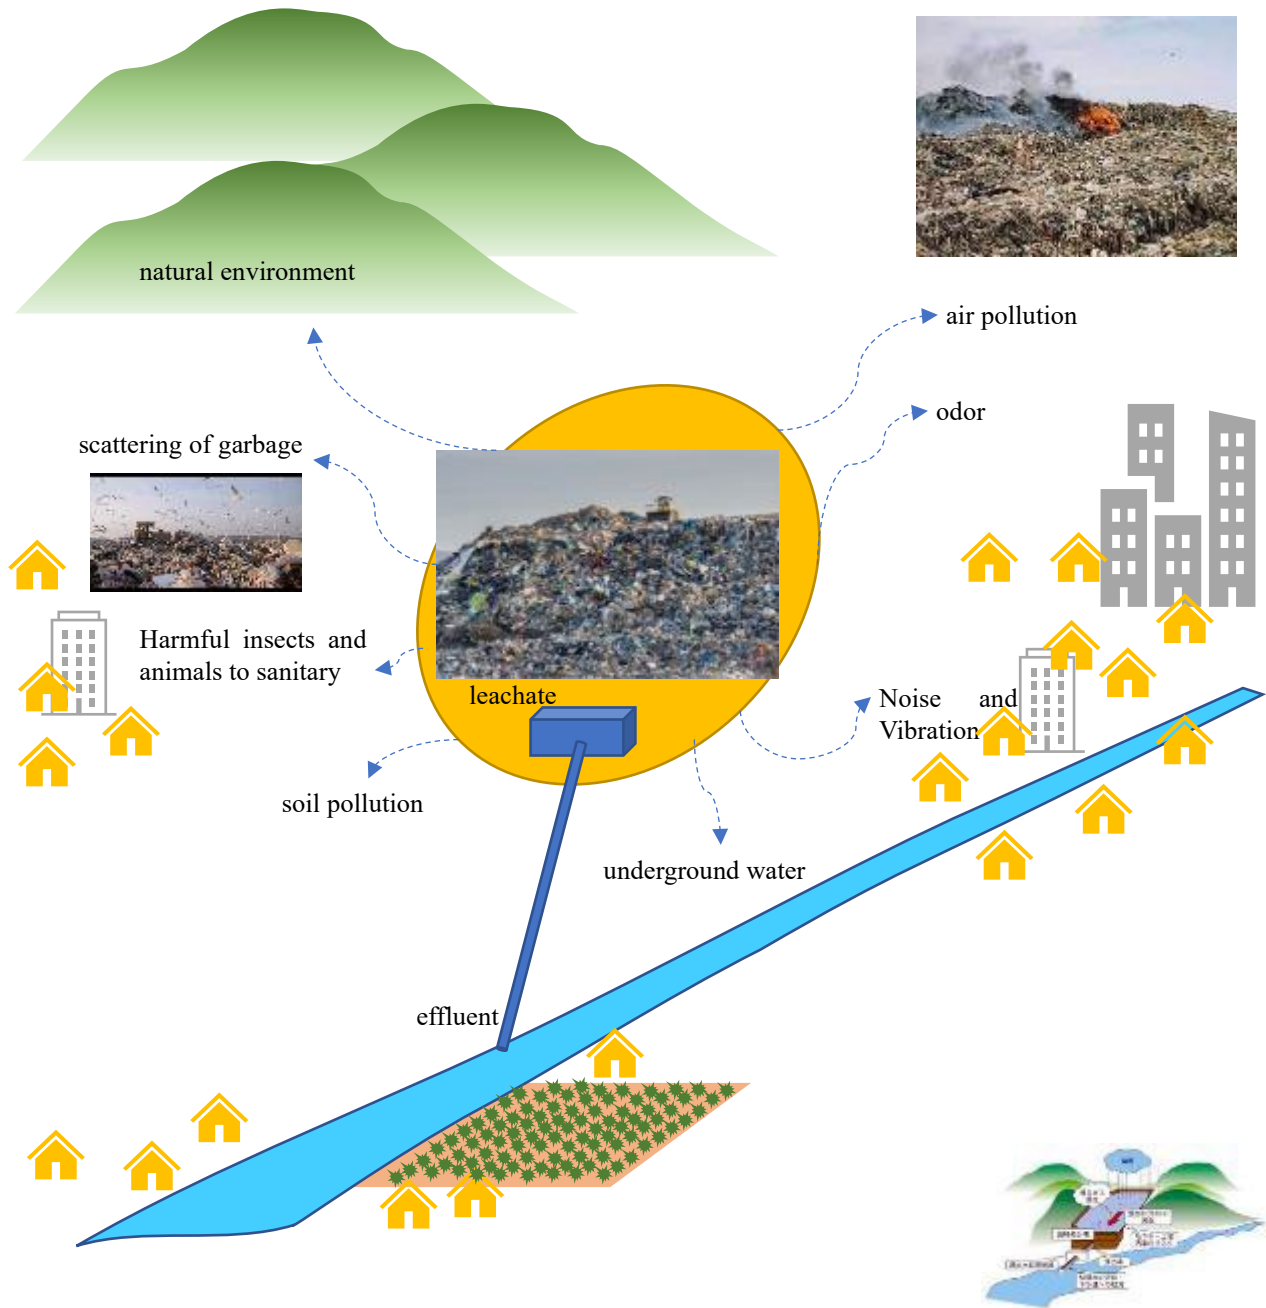 natural environment
air pollution
odor
scattering of garbage
Harmful insects and
animals to sanitary
leachate
Noise and
Vibration
soil pollution
underground water
effluent